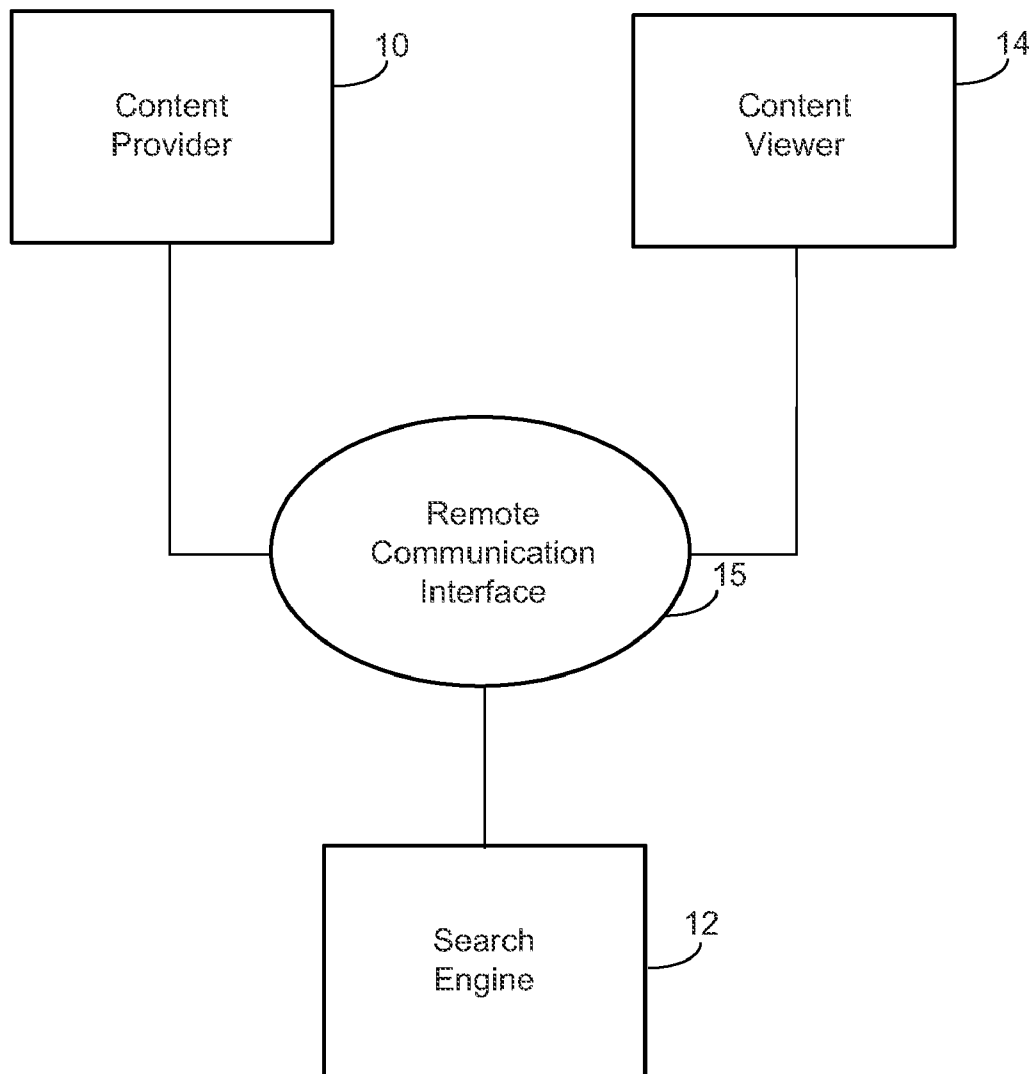 10
Content
Provider
14
Content
Viewer
Remote
Communication
Interface
15
Search
Engine
12